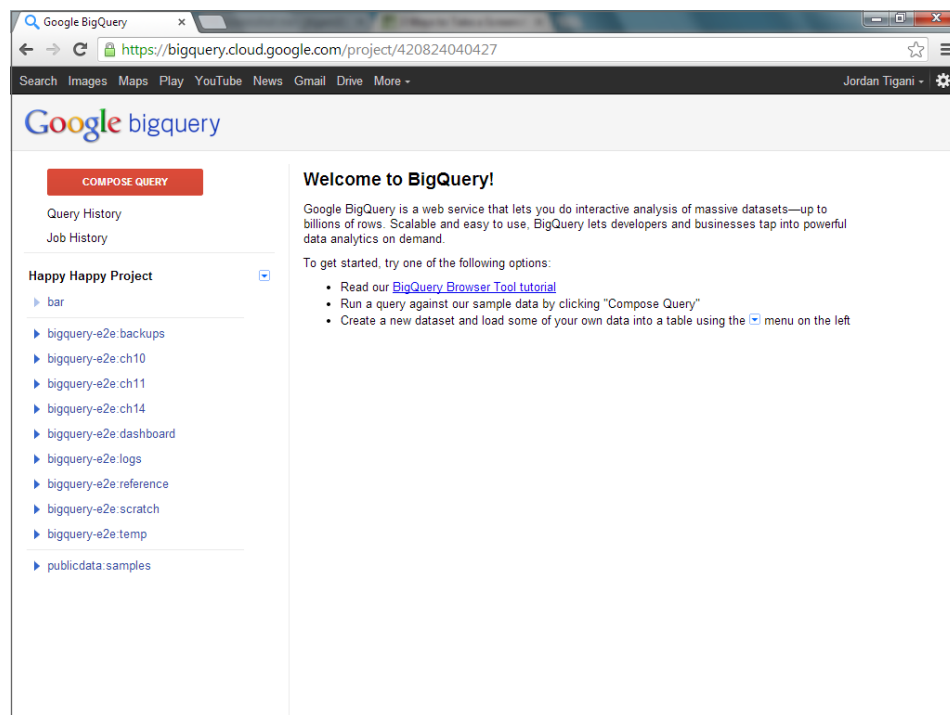 Google BigQuery
https://bigquery.cloud.google.com/project/420824040427
Search Images Maps Play YouTube News Gmail Drive More
Jordan Tigani
Google bigquery
COMPOSE QUERY
Query History
Job History
Happy Happy Project
bar
bigquery-e2e:backups
bigquery-e2e:ch10
bigquery-e2e:ch11
bigquery-e2e:ch14
bigquery-e2e:dashboard
bigquery-e2e:logs
bigquery-e2e:reference
bigquery-e2e:scratch
bigquery-e2e:temp
publicdata:samples
Welcome to BigQuery!
Google BigQuery is a web service that lets you do interactive analysis of massive datasets—up to
billions of rows. Scalable and easy to use, BigQuery lets developers and businesses tap into powerful
data analytics on demand.
To get started, try one of the following options:
• Read our BigQuery Browser Tool tutorial
• Run a query against our sample data by clicking "Compose Query"
• Create a new dataset and load some of your own data into a table using the menu on the left